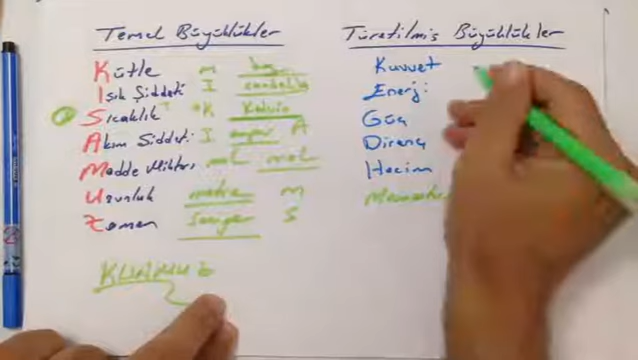 Temel Büyüklükler
Kütle m kg
Işık Şiddeti I candela
Sıcaklık T °K Kelvin
Akım Şiddeti I amper A
Madde Miktarı mol mol
Uzunluk metre m
Zaman saniye S
Türetilmiş Büyüklükler
Kuvvet
Enerji
Güç
Direnç
Hacim